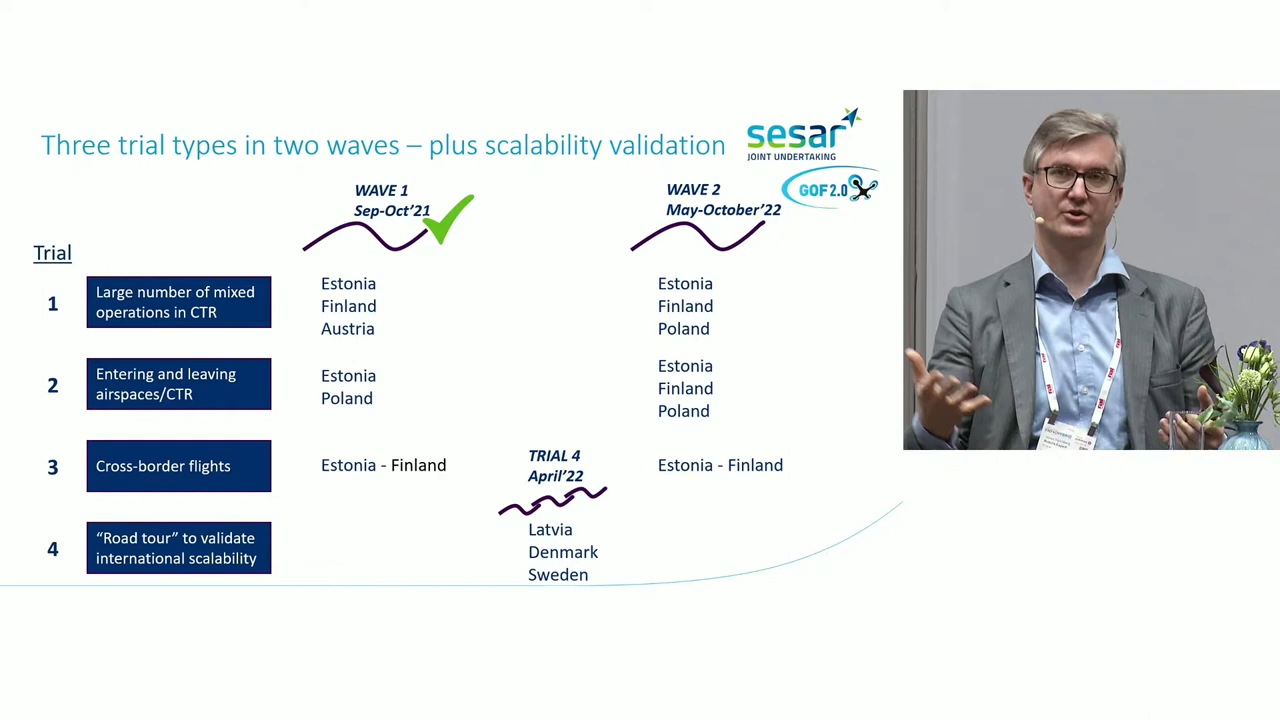 Three trial types in two waves – plus scalability validation
sesar
JOINT UNDERTAKING
GOF 2.0
WAVE 1
Sep-Oct'21
WAVE 2
May-October'22
Trial
1
Large number of mixed
operations in CTR
Estonia
Finland
Austria
Estonia
Finland
Poland
2
Entering and leaving
airspaces/CTR
Estonia
Poland
Estonia
Finland
Poland
3
Cross-border flights
Estonia - Finland
TRIAL 4
April'22
Estonia - Finland
4
“Road tour” to validate
international scalability
Latvia
Denmark
Sweden